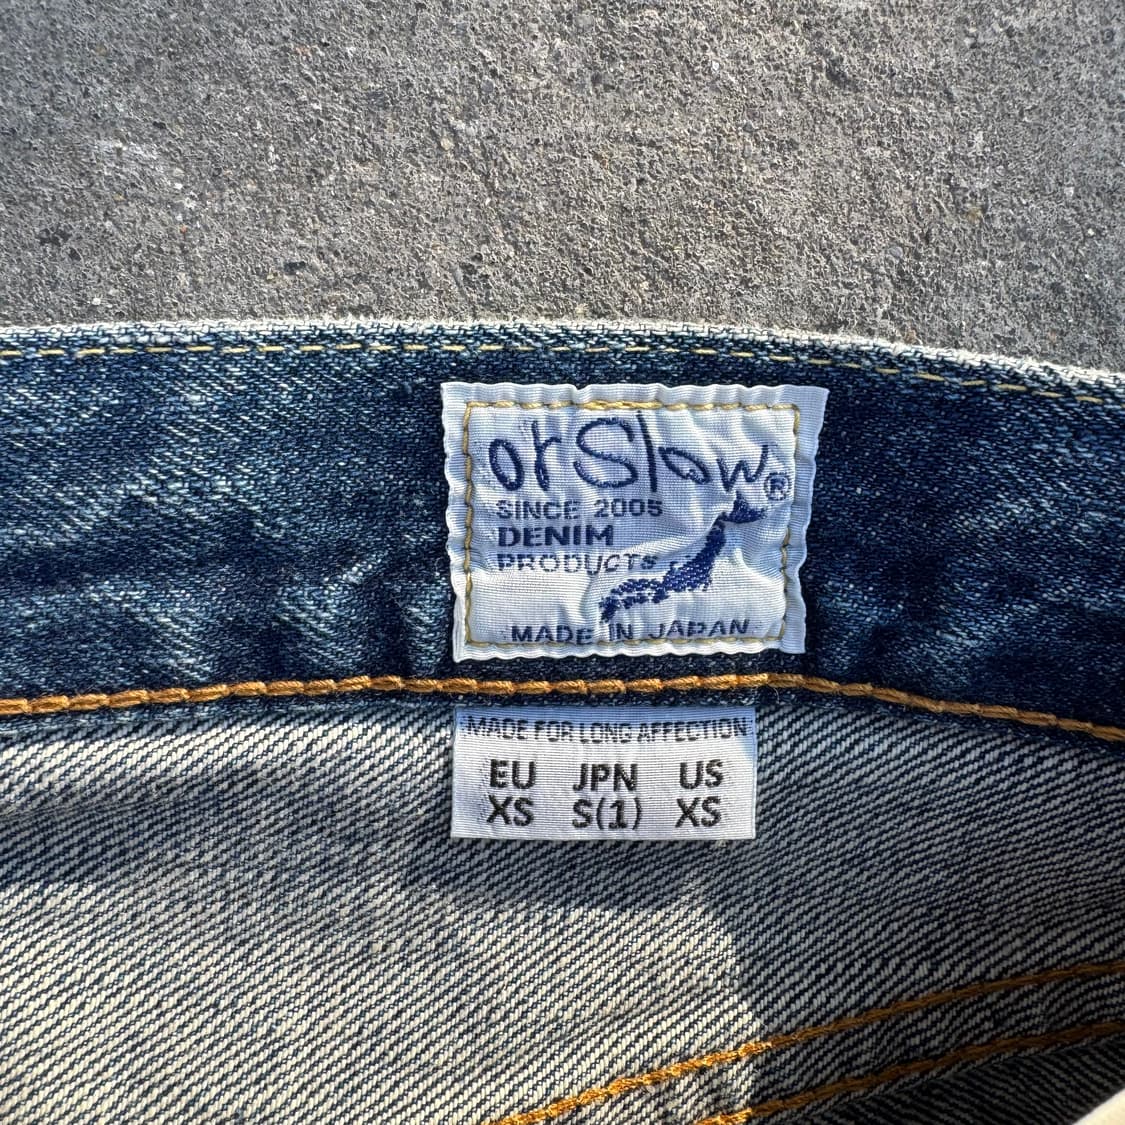 orSlow®
SINCE 2005
DENIM
PRODUCTs
MADE IN JAPAN
MADE FOR LONG AFFECTION
EU JPN US
XS S(1) XS